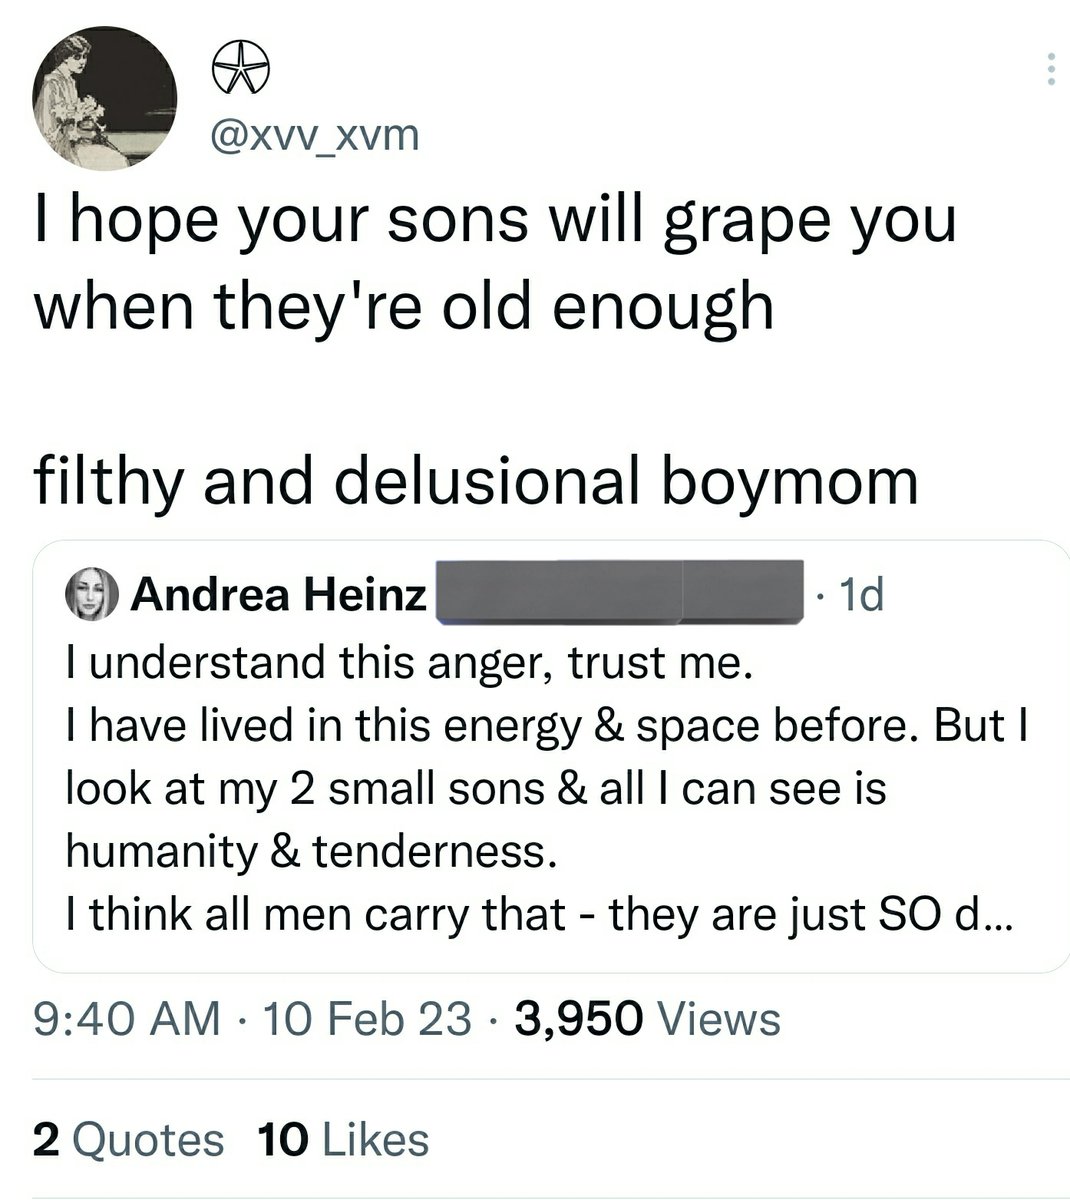 @xvv_xvm
I hope your sons will grape you
when they're old enough
filthy and delusional boymom
Andrea Heinz · 1d
I understand this anger, trust me.
I have lived in this energy & space before. But I
look at my 2 small sons & all I can see is
humanity & tenderness.
I think all men carry that - they are just SO d...
9:40 AM · 10 Feb 23 · 3,950 Views
2 Quotes 10 Likes